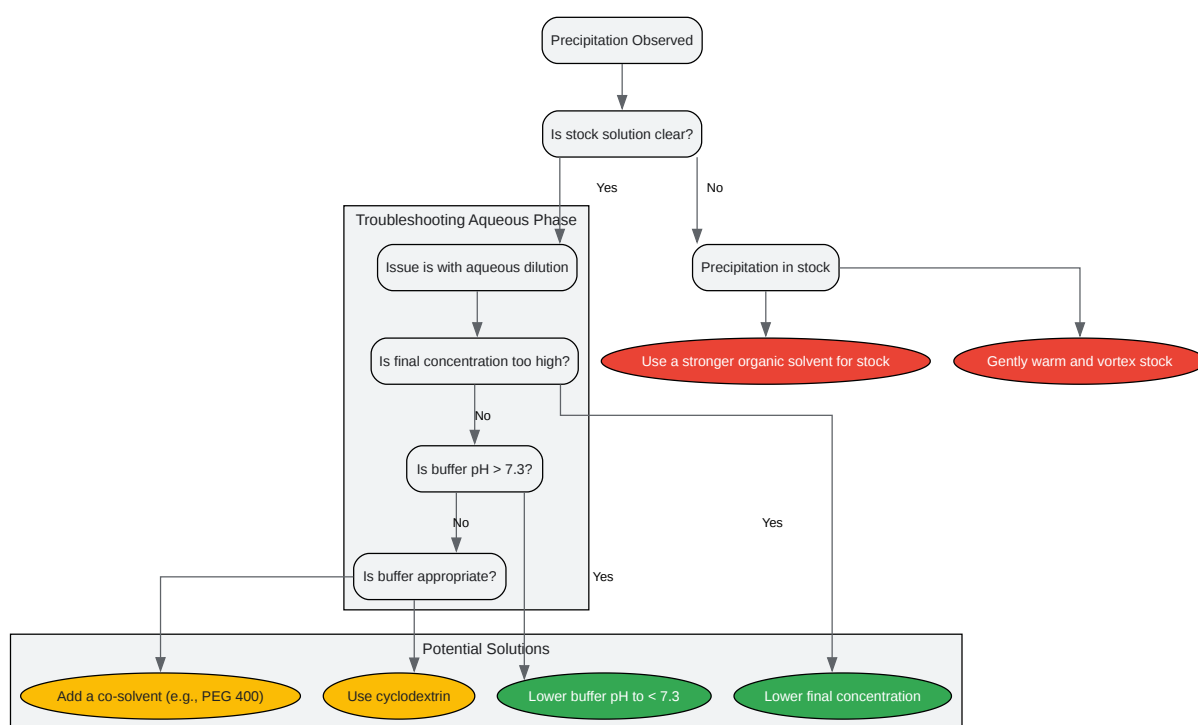 Precipitation Observed
Is stock solution clear?
Yes
No
Troubleshooting Aqueous Phase
Issue is with aqueous dilution
Precipitation in stock
Is final concentration too high?
Use a stronger organic solvent for stock
Gently warm and vortex stock
No
Is buffer pH > 7.3?
No
Yes
Is buffer appropriate?
Yes
Potential Solutions
Add a co-solvent (e.g., PEG 400)
Use cyclodextrin
Lower buffer pH to < 7.3
Lower final concentration